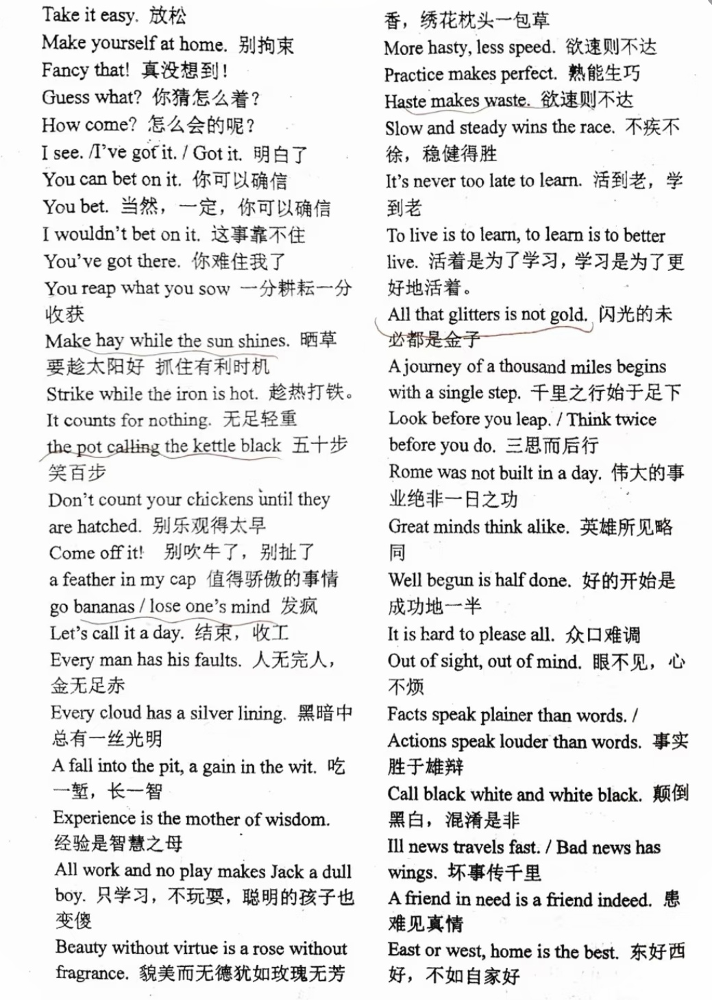 Take it easy. 放松
Make yourself at home. 别拘束
Fancy that! 真没想到!
Guess what? 你猜怎么着?
How come? 怎么会的呢?
I see. /I've got it. / Got it. 明白了
You can bet on it. 你可以确信
You bet. 当然，一定，你可以确信
I wouldn't bet on it. 这事靠不住
You've got there. 你难住我了
You reap what you sow 一分耕耘一分
收获
Make hay while the sun shines. 晒草
要趁太阳好 抓住有利时机
Strike while the iron is hot. 趁热打铁。
It counts for nothing. 无足轻重
the pot calling the kettle black 五十步
笑百步
Don't count your chickens until they
are hatched. 别乐观得太早
Come off it! 别吹牛了，别扯了
a feather in my cap 值得骄傲的事情
go bananas / lose one's mind 发疯
Let's call it a day. 结束，收工
Every man has his faults. 人无完人，
金无足赤
Every cloud has a silver lining. 黑暗中
总有一丝光明
A fall into the pit, a gain in the wit. 吃
一堑，长一智
Experience is the mother of wisdom.
经验是智慧之母
All work and no play makes Jack a dull
boy. 只学习，不玩耍，聪明的孩子也
变傻
Beauty without virtue is a rose without
fragrance. 貌美而无德犹如玫瑰无芳
香，绣花枕头一包草
More hasty, less speed. 欲速则不达
Practice makes perfect. 熟能生巧
Haste makes waste. 欲速则不达
Slow and steady wins the race. 不疾不
徐，稳健得胜
It's never too late to learn. 活到老，学
到老
To live is to learn, to learn is to better
live. 活着是为了学习，学习是为了更
好地活着。
All that glitters is not gold. 闪光的未
必都是金子
A journey of a thousand miles begins
with a single step. 千里之行始于足下
Look before you leap. / Think twice
before you do. 三思而后行
Rome was not built in a day. 伟大的事
业绝非一日之功
Great minds think alike. 英雄所见略
同
Well begun is half done. 好的开始是
成功地一半
It is hard to please all. 众口难调
Out of sight, out of mind. 眼不见，心
不烦
Facts speak plainer than words. /
Actions speak louder than words. 事实
胜于雄辩
Call black white and white black. 颠倒
黑白，混淆是非
Ill news travels fast. / Bad news has
wings. 坏事传千里
A friend in need is a friend indeed. 患
难见真情
East or west, home is the best. 东好西
好，不如自家好